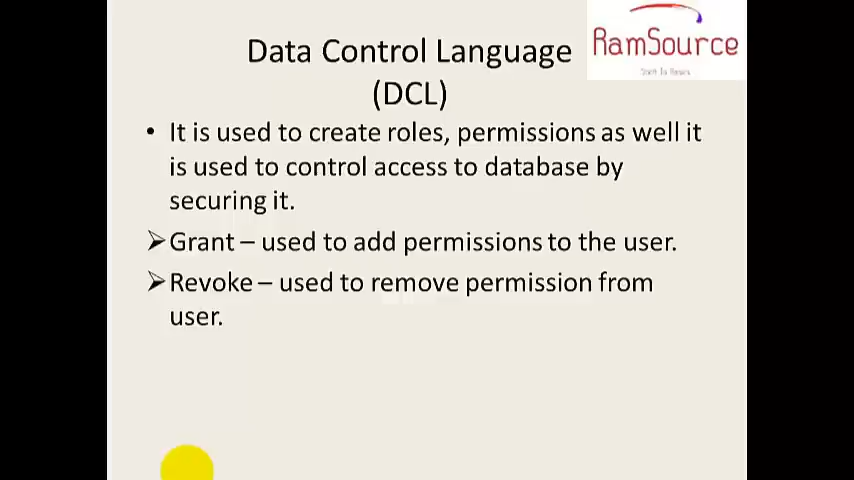 Data Control Language
(DCL)
RamSource
• It is used to create roles, permissions as well it
is used to control access to database by
securing it.
➢Grant – used to add permissions to the user.
➢Revoke – used to remove permission from
user.